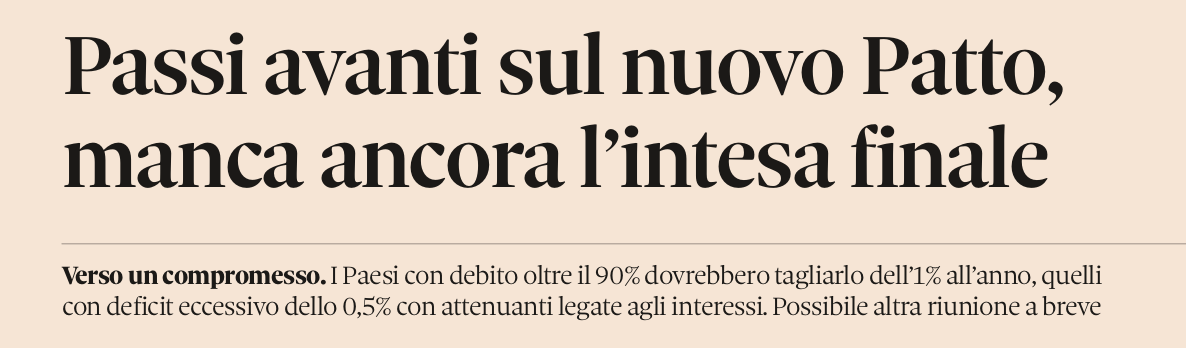 Passi avanti sul nuovo Patto,
manca ancora l’intesa finale
Verso un compromesso. I Paesi con debito oltre il 90% dovrebbero tagliarlo dell’1% all’anno, quelli
con deficit eccessivo dello 0,5% con attenuanti legate agli interessi. Possibile altra riunione a breve